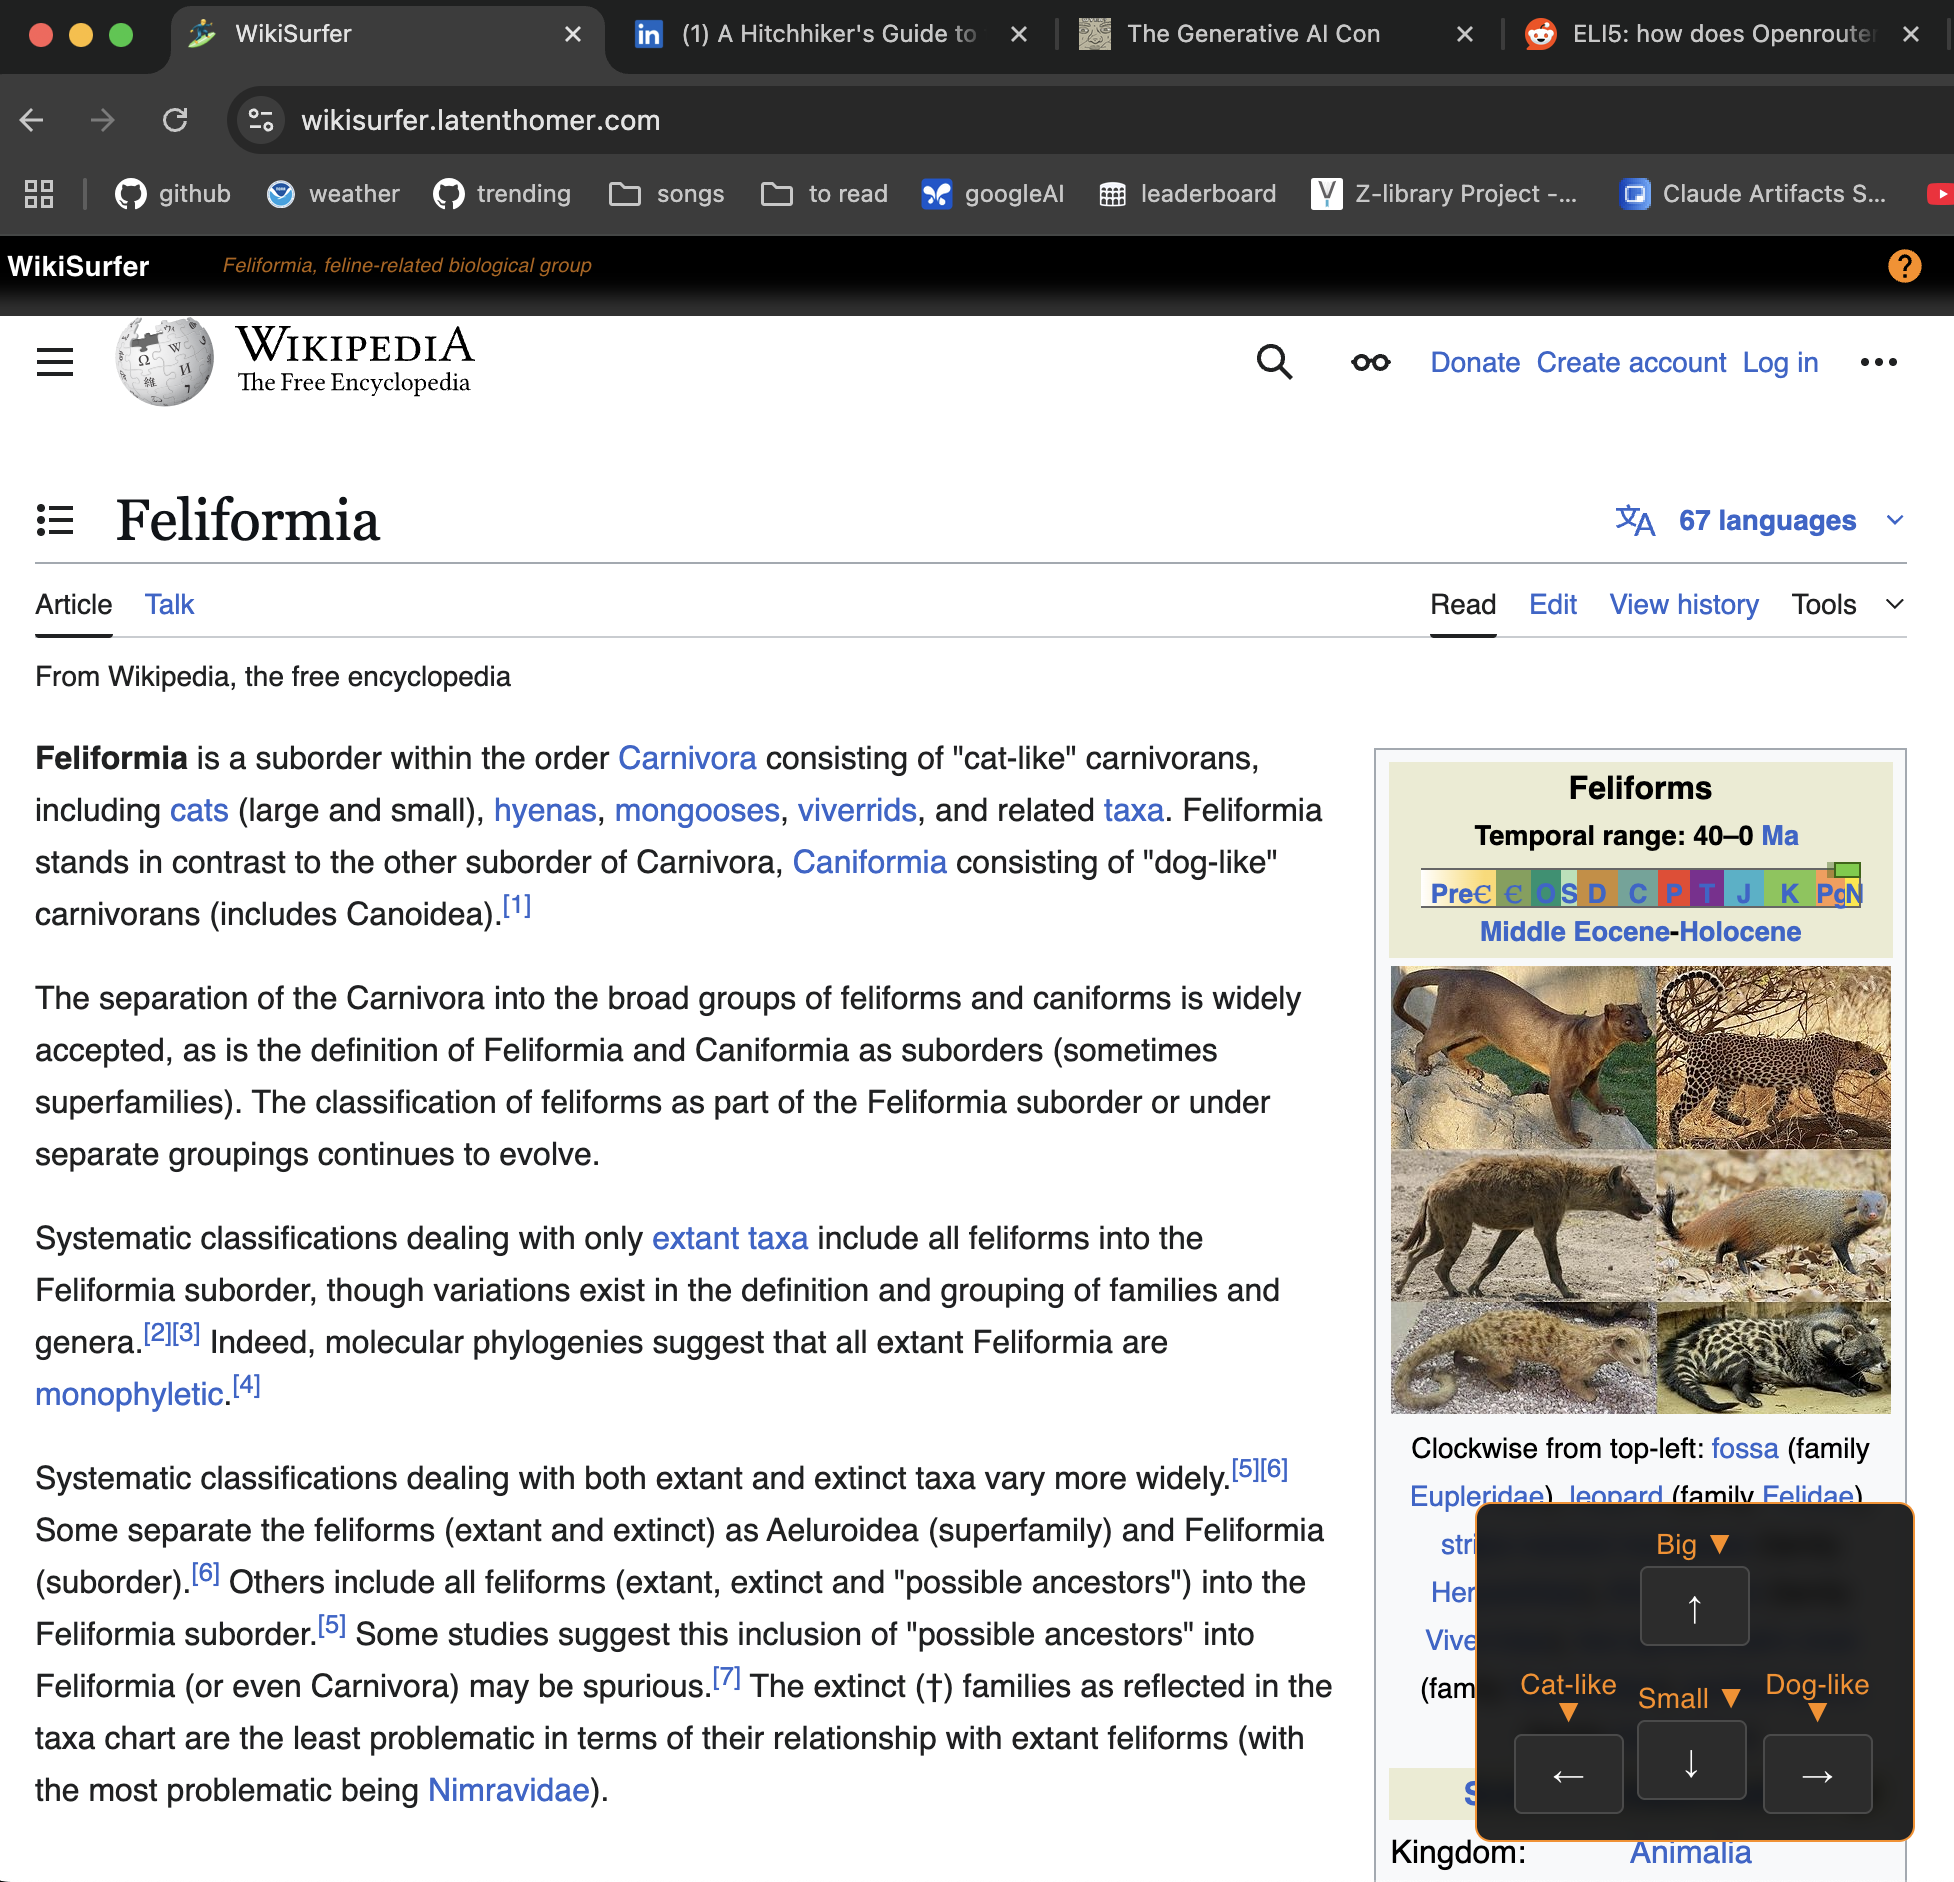 WikiSurfer
(1) A Hitchhiker's Guide to
The Generative AI Con
ELI5: how does Openrouter
wikisurfer.latenthomer.com
github
weather
trending
songs
to read
googleAI
leaderboard
Z-library Project -...
Claude Artifacts S...
WikiSurfer
Feliformia, feline-related biological group
?
WIKIPEDIA
The Free Encyclopedia
Donate Create account Log in
Feliformia
67 languages
Article Talk
Read Edit View history Tools
From Wikipedia, the free encyclopedia
Feliformia is a suborder within the order Carnivora consisting of "cat-like" carnivorans,
including cats (large and small), hyenas, mongooses, viverrids, and related taxa. Feliformia
stands in contrast to the other suborder of Carnivora, Caniformia consisting of "dog-like"
carnivorans (includes Canoidea).[1]
The separation of the Carnivora into the broad groups of feliforms and caniforms is widely
accepted, as is the definition of Feliformia and Caniformia as suborders (sometimes
superfamilies). The classification of feliforms as part of the Feliformia suborder or under
separate groupings continues to evolve.
Systematic classifications dealing with only extant taxa include all feliforms into the
Feliformia suborder, though variations exist in the definition and grouping of families and
genera.[2][3] Indeed, molecular phylogenies suggest that all extant Feliformia are
monophyletic.[4]
Systematic classifications dealing with both extant and extinct taxa vary more widely.[5][6]
Some separate the feliforms (extant and extinct) as Aeluroidea (superfamily) and Feliformia
(suborder).[6] Others include all feliforms (extant, extinct and "possible ancestors") into the
Feliformia suborder.[5] Some studies suggest this inclusion of "possible ancestors" into
Feliformia (or even Carnivora) may be spurious.[7] The extinct (†) families as reflected in the
taxa chart are the least problematic in terms of their relationship with extant feliforms (with
the most problematic being Nimravidae).
Feliforms
Temporal range: 40–0 Ma
PreЄ Є O S D C P T J K Pg N
Middle Eocene-Holocene
Clockwise from top-left: fossa (family
Eupleridae), leopard (family Felidae)
stri
Her
Vive
(fam
Kingdom: Animalia
Big ▼
↑
Cat-like ▼
Small ▼
Dog-like ▼
← ↓ →